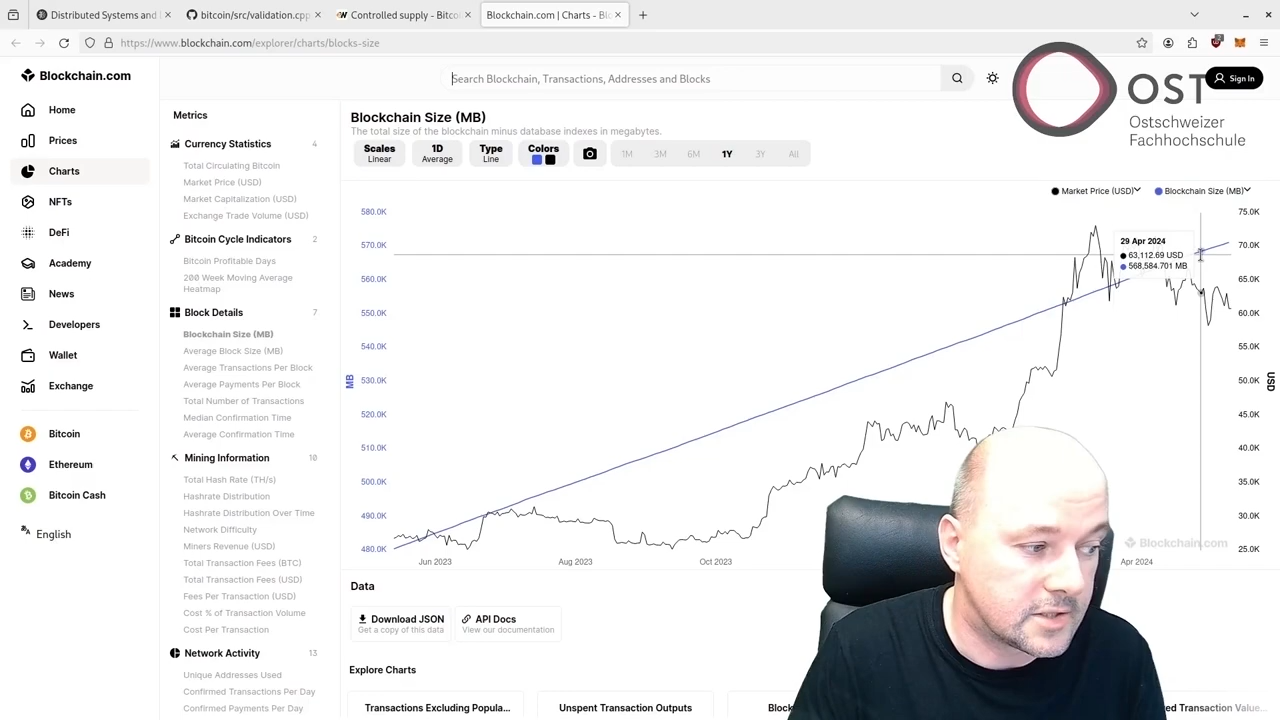 Distributed Systems and
bitcoin/src/validation.cpp
Controlled supply - Bitco
Blockchain.com | Charts - Blo
https://www.blockchain.com/explorer/charts/blocks-size
Blockchain.com
Search Blockchain, Transactions, Addresses and Blocks
Sign In
OST
Ostschweizer
Fachhochschule
Home
Prices
Charts
NFTs
DeFi
Academy
News
Developers
Wallet
Exchange
Bitcoin
Ethereum
Bitcoin Cash
English
Metrics
Currency Statistics 4
Total Circulating Bitcoin
Market Price (USD)
Market Capitalization (USD)
Exchange Trade Volume (USD)
Bitcoin Cycle Indicators 2
Bitcoin Profitable Days
200 Week Moving Average
Heatmap
Block Details 7
Blockchain Size (MB)
Average Block Size (MB)
Average Transactions Per Block
Average Payments Per Block
Total Number of Transactions
Median Confirmation Time
Average Confirmation Time
Mining Information 10
Total Hash Rate (TH/s)
Hashrate Distribution
Hashrate Distribution Over Time
Network Difficulty
Miners Revenue (USD)
Total Transaction Fees (BTC)
Total Transaction Fees (USD)
Fees Per Transaction (USD)
Cost % of Transaction Volume
Cost Per Transaction
Network Activity 13
Unique Addresses Used
Confirmed Transactions Per Day
Confirmed Payments Per Day
Blockchain Size (MB)
The total size of the blockchain minus database indexes in megabytes.
Scales
Linear
1D
Average
Type
Line
Colors
1M 3M 6M 1Y 3Y All
Market Price (USD) Blockchain Size (MB)
580.0K
570.0K
560.0K
550.0K
540.0K
530.0K
520.0K
510.0K
500.0K
490.0K
480.0K
MB
29 Apr 2024
63,112.69 USD
568,584.701 MB
75.0K
70.0K
65.0K
60.0K
55.0K
50.0K
45.0K
40.0K
35.0K
30.0K
25.0K
USD
Blockchain.com
Jun 2023
Aug 2023
Oct 2023
Apr 2024
Data
Download JSON
Get a copy of this data
API Docs
View our documentation
Explore Charts
Transactions Excluding Popula...
Unspent Transaction Outputs
Block
Transaction Value...